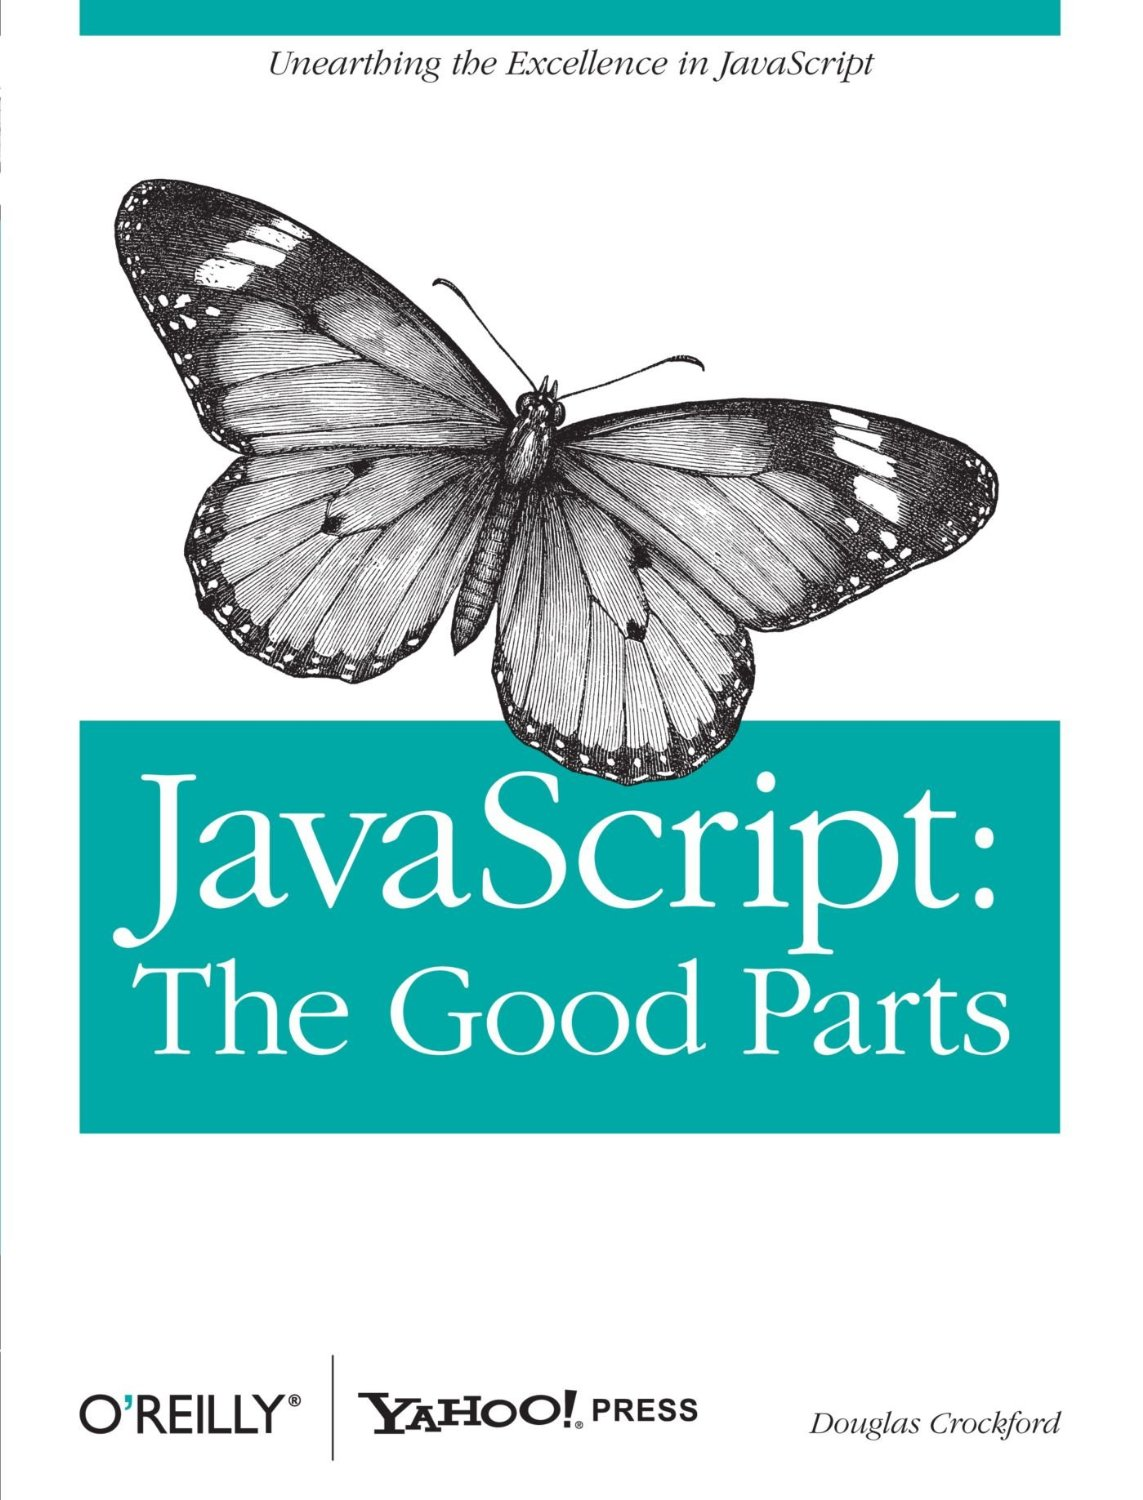 Unearthing the Excellence in JavaScript
JavaScript:
The Good Parts
O'REILLY®
YAHOO!® PRESS
Douglas Crockford